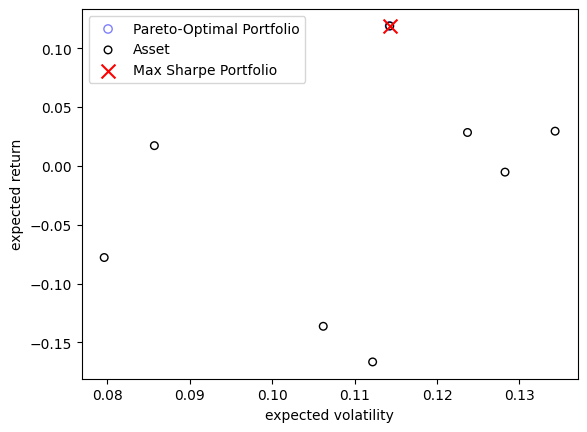 Pareto-Optimal Portfolio
Asset
Max Sharpe Portfolio
expected return
0.10
0.05
0.00
−0.05
−0.10
−0.15
0.08 0.09 0.10 0.11 0.12 0.13
expected volatility